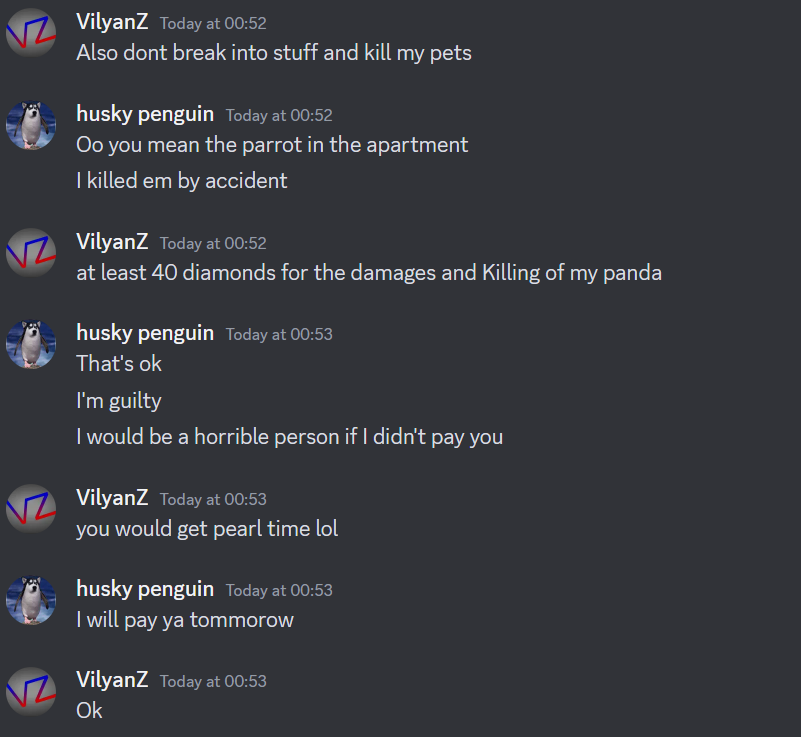 VilyanZ Today at 00:52
Also dont break into stuff and kill my pets
husky penguin Today at 00:52
Oo you mean the parrot in the apartment
I killed em by accident
VilyanZ Today at 00:52
at least 40 diamonds for the damages and Killing of my panda
husky penguin Today at 00:53
That's ok
I'm guilty
I would be a horrible person if I didn't pay you
VilyanZ Today at 00:53
you would get pearl time lol
husky penguin Today at 00:53
I will pay ya tommorow
VilyanZ Today at 00:53
Ok